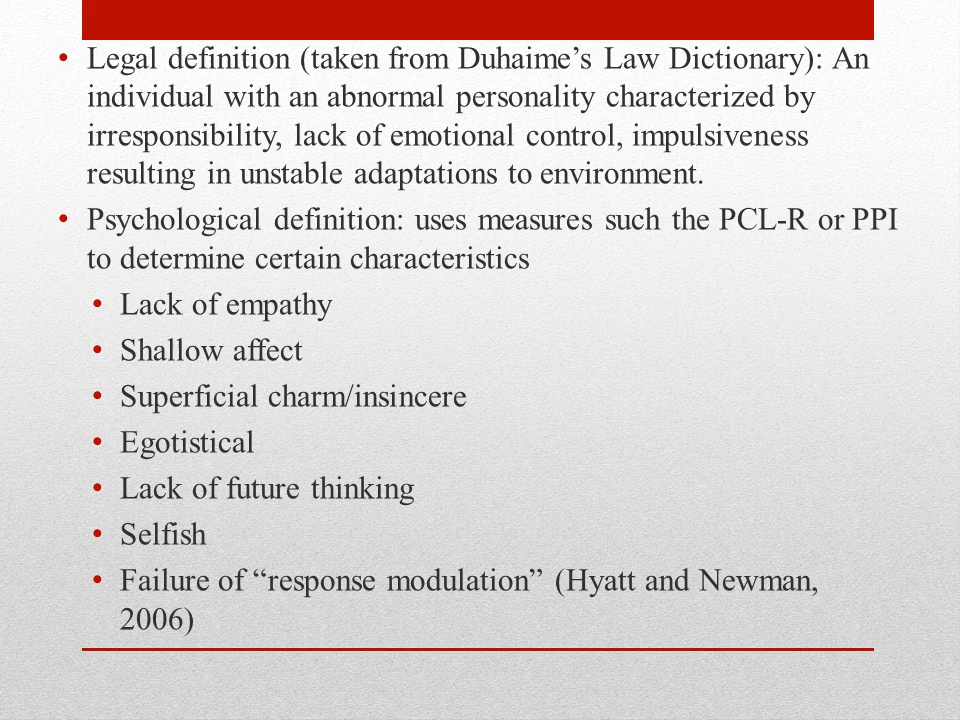 • Legal definition (taken from Duhaime’s Law Dictionary): An
individual with an abnormal personality characterized by
irresponsibility, lack of emotional control, impulsiveness
resulting in unstable adaptations to environment.
• Psychological definition: uses measures such the PCL-R or PPI
to determine certain characteristics
• Lack of empathy
• Shallow affect
• Superficial charm/insincere
• Egotistical
• Lack of future thinking
• Selfish
• Failure of “response modulation” (Hyatt and Newman,
2006)